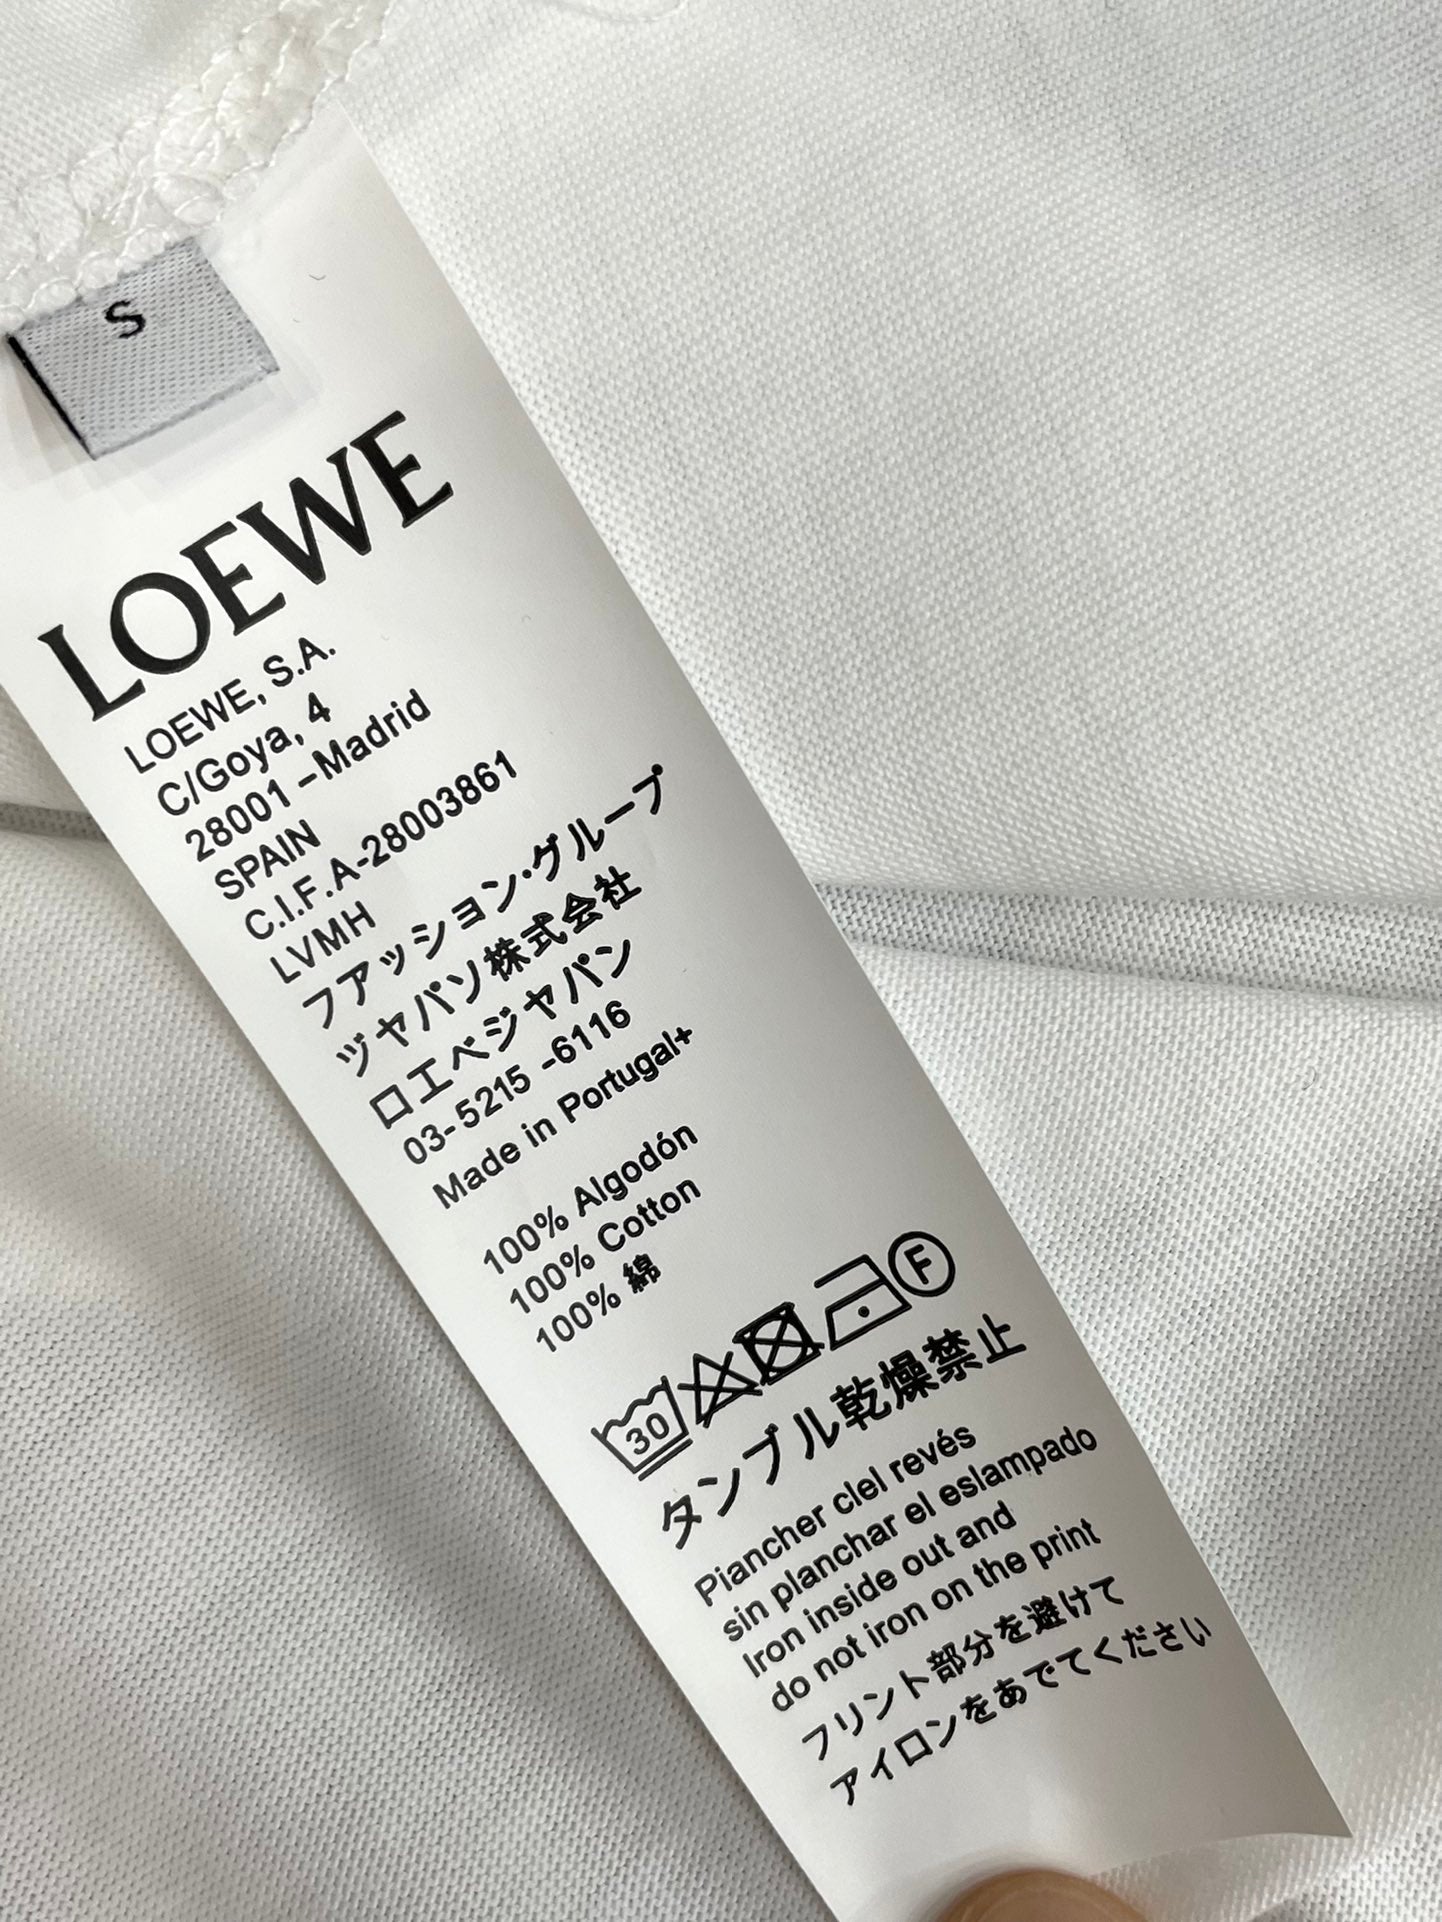 S
LOEWE
LOEWE, S.A.
C/Goya, 4
28001 –Madrid
SPAIN
C.I.F.A-28003861
LVMH
フアッション·グループ
ヅヤパソ株式会社
ロエベジヤパン
03-5215 -6116
Made in Portugal+
100% Algodón
100% Cotton
100% 綿
30
F
タンブル乾燥禁止
Piancher clel revés
sin planchar el eslampado
Iron inside out and
do not iron on the print
フリント部分を避けて
アイロンをあでてください